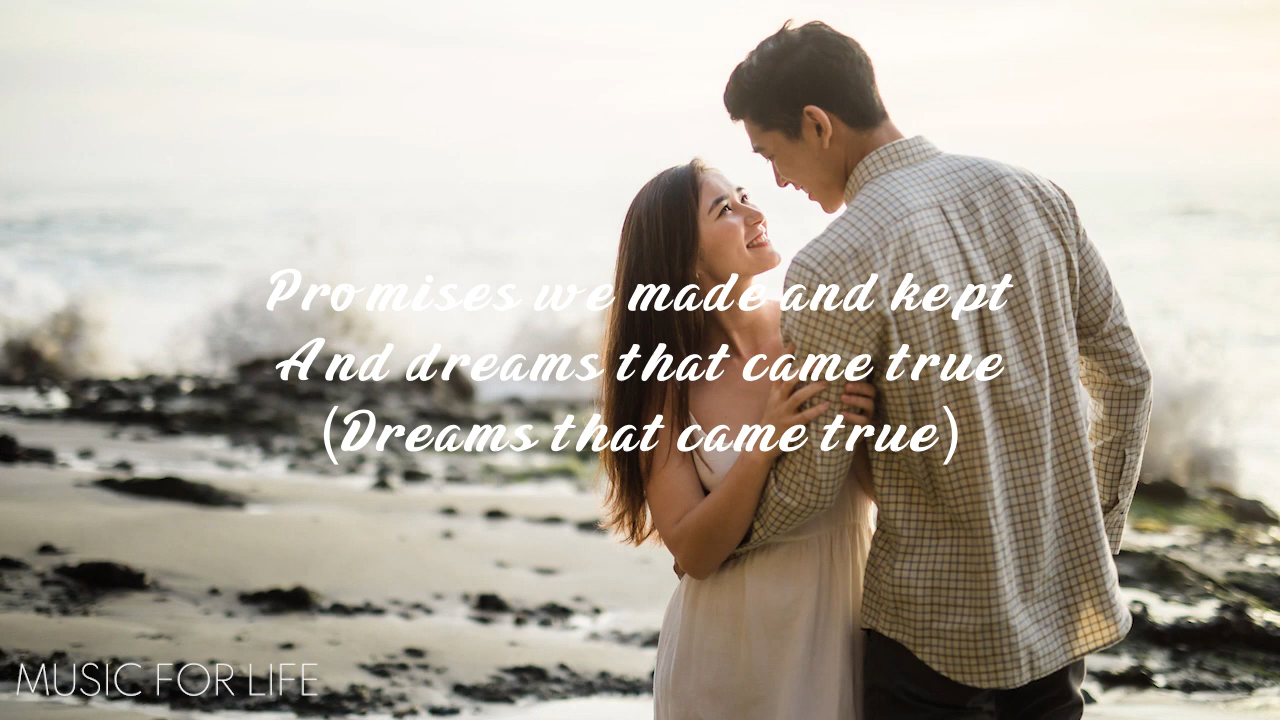 Promises we made and kept
And dreams that came true
(Dreams that came true)
MUSIC FOR LIFE